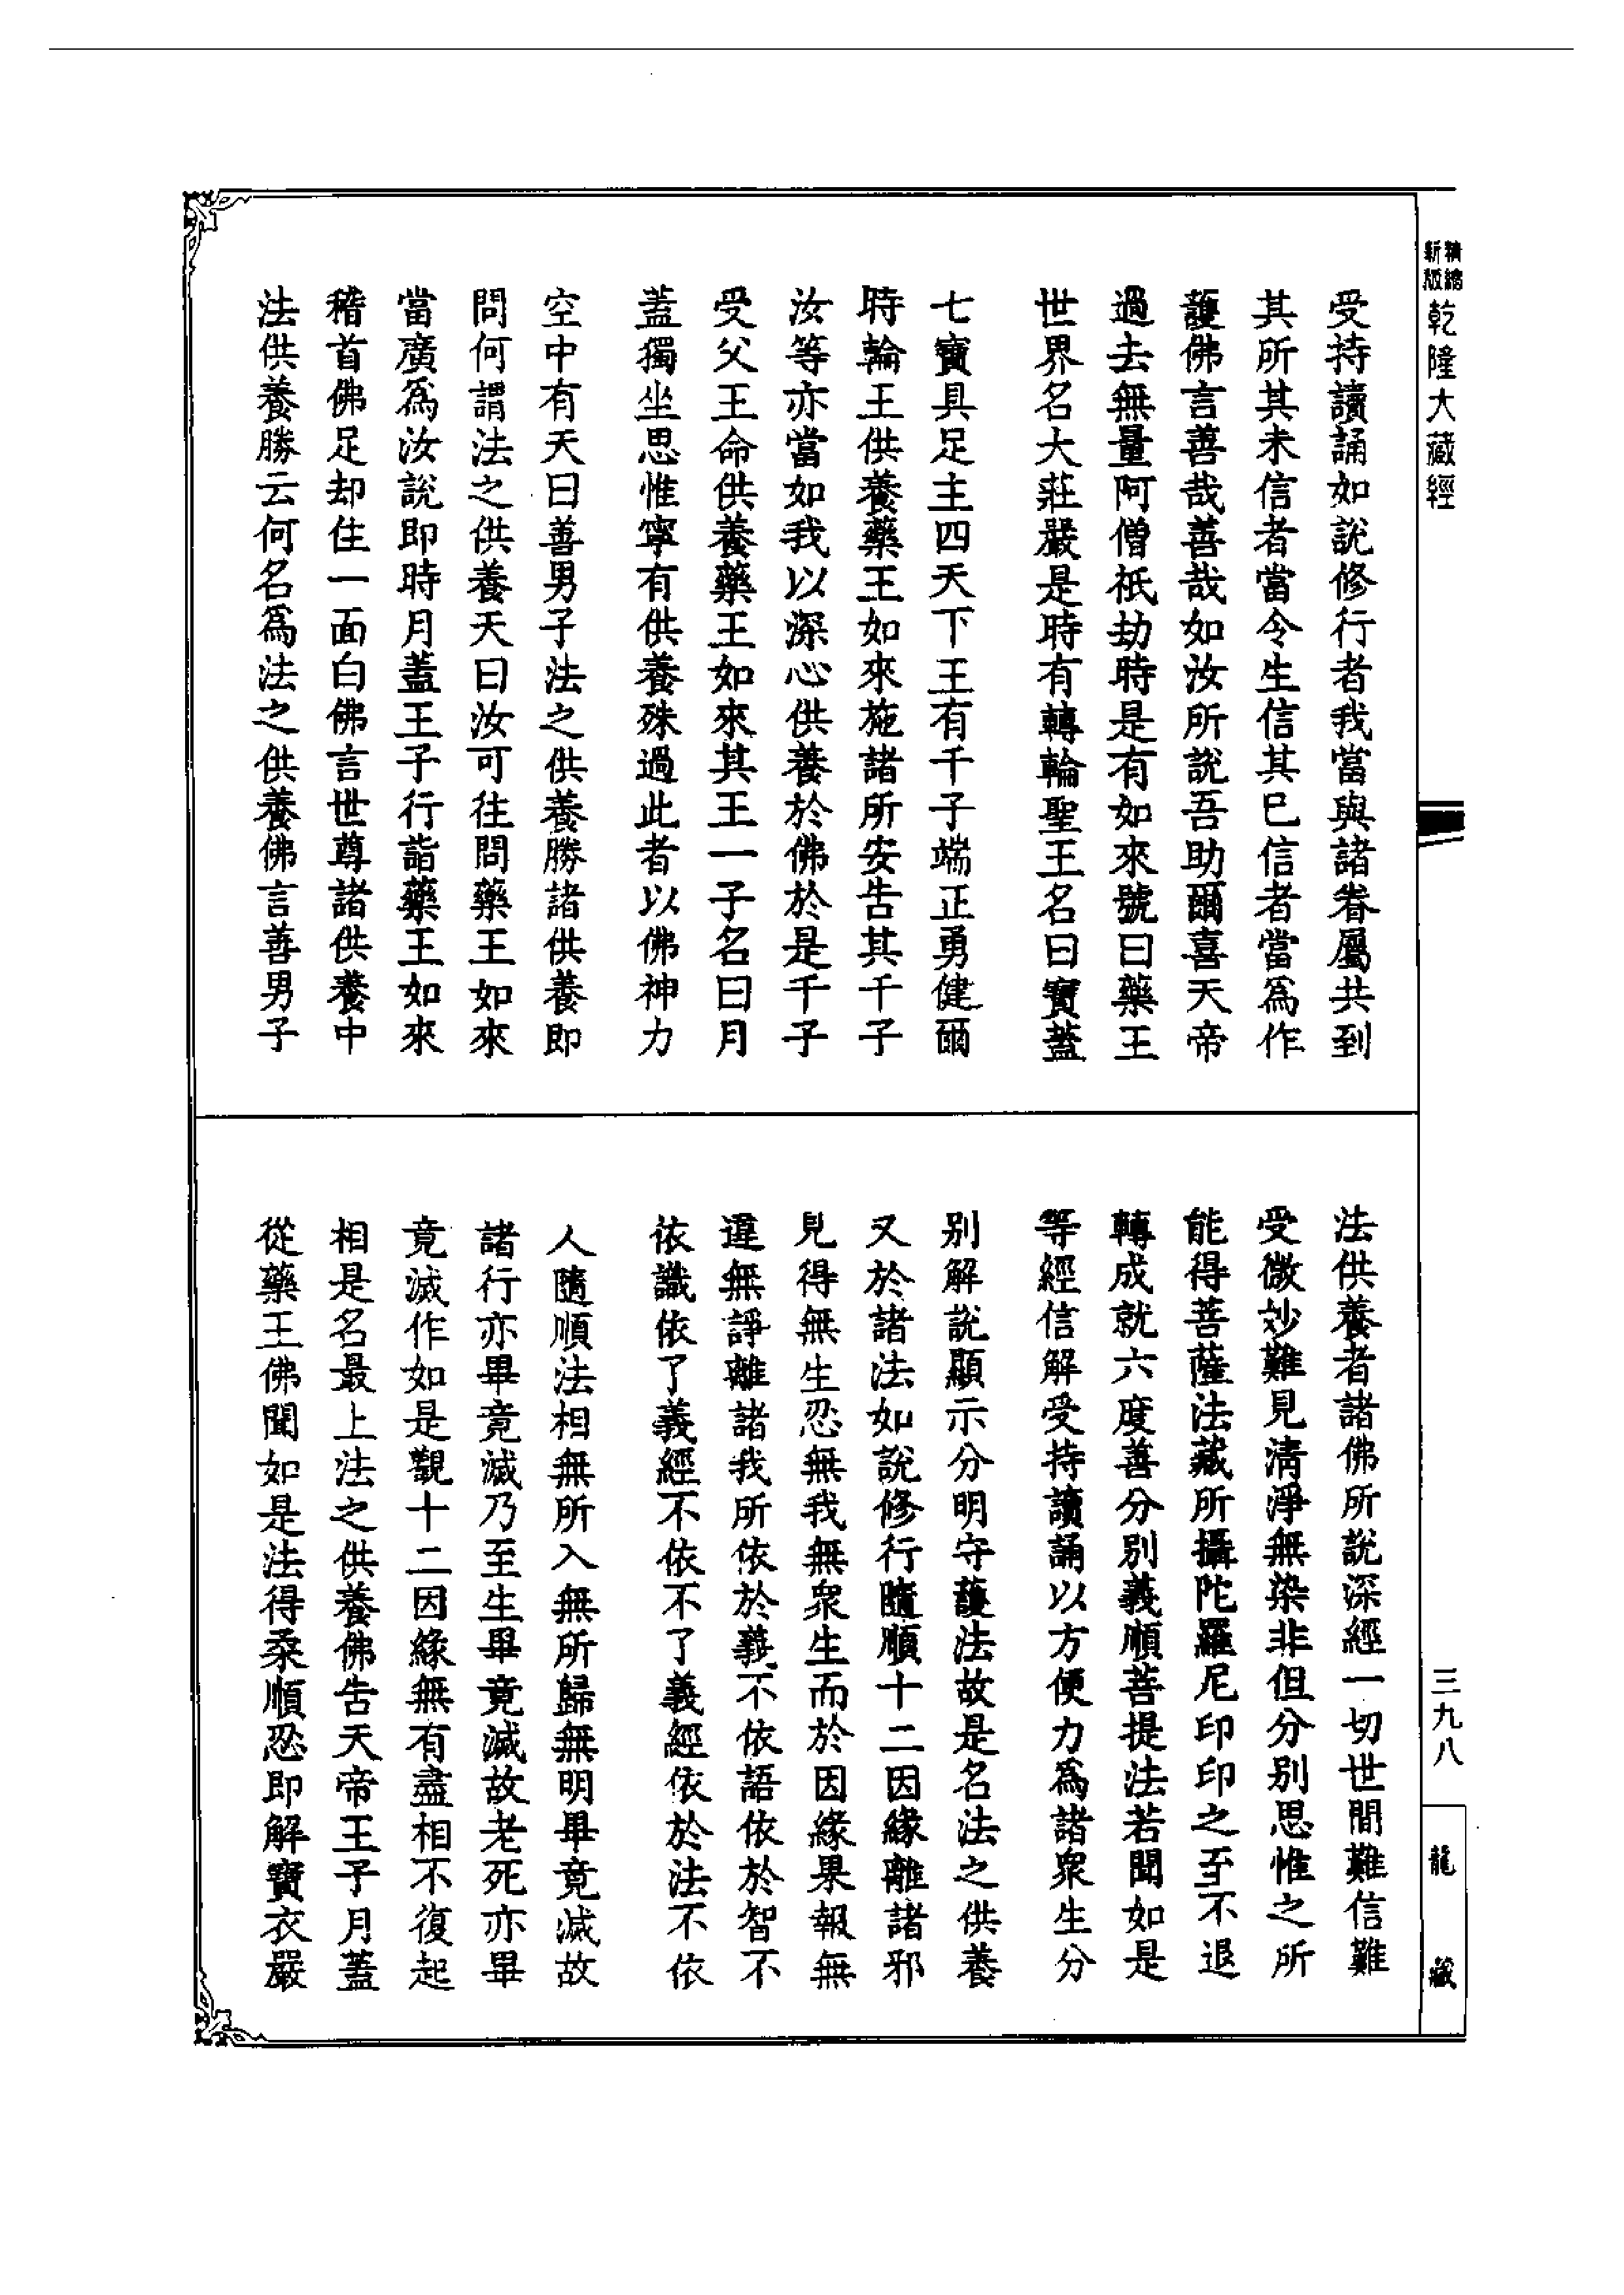 精縮新版乾隆大藏經
受持讀誦如說修行者我當與諸眷屬共到
其所其未信者當令生信其巳信者當為作
護佛言善哉善哉如汝所說吾助爾喜天帝
過去無量阿僧祇劫時是有如來號曰藥王
世界名大莊嚴是時有轉輪聖王名曰寶蓋
七寶具足主四天下王有千子端正勇健爾
時輪王供養藥王如來施諸所安告其千子
汝等亦當如我以深心供養於佛於是千子
受父王命供養藥王如來其王一子名曰月
蓋獨坐思惟寧有供養殊過此者以佛神力
空中有天曰善男子法之供養勝諸供養即
問何謂法之供養天曰汝可往問藥王如來
當廣為汝說即時月蓋王子行詣藥王如來
稽首佛足却住一面白佛言世尊諸供養中
法供養勝云何名為法之供養佛言善男子
法供養者諸佛所說深經一切世間難信難
受微妙難見清淨無染非但分別思惟之所
能得菩薩法藏所攝陀羅尼印印之至不退
轉成就六度善分別義順菩提法若聞如是
等經信解受持讀誦以方便力為諸衆生分
別解說顯示分明守護法故是名法之供養
又於諸法如說修行隨順十二因緣離諸邪
見得無生忍無我無衆生而於因緣果報無
違無諍離諸我所依於義不依語依於智不
依識依了義經不依不了義經依於法不依
人隨順法相無所入無所歸無明畢竟滅故
諸行亦畢竟滅乃至生畢竟滅故老死亦畢
竟滅作如是觀十二因緣無有盡相不復起
相是名最上法之供養佛告天帝王子月蓋
從藥王佛聞如是法得柔順忍即解寶衣嚴
三九八
龍藏